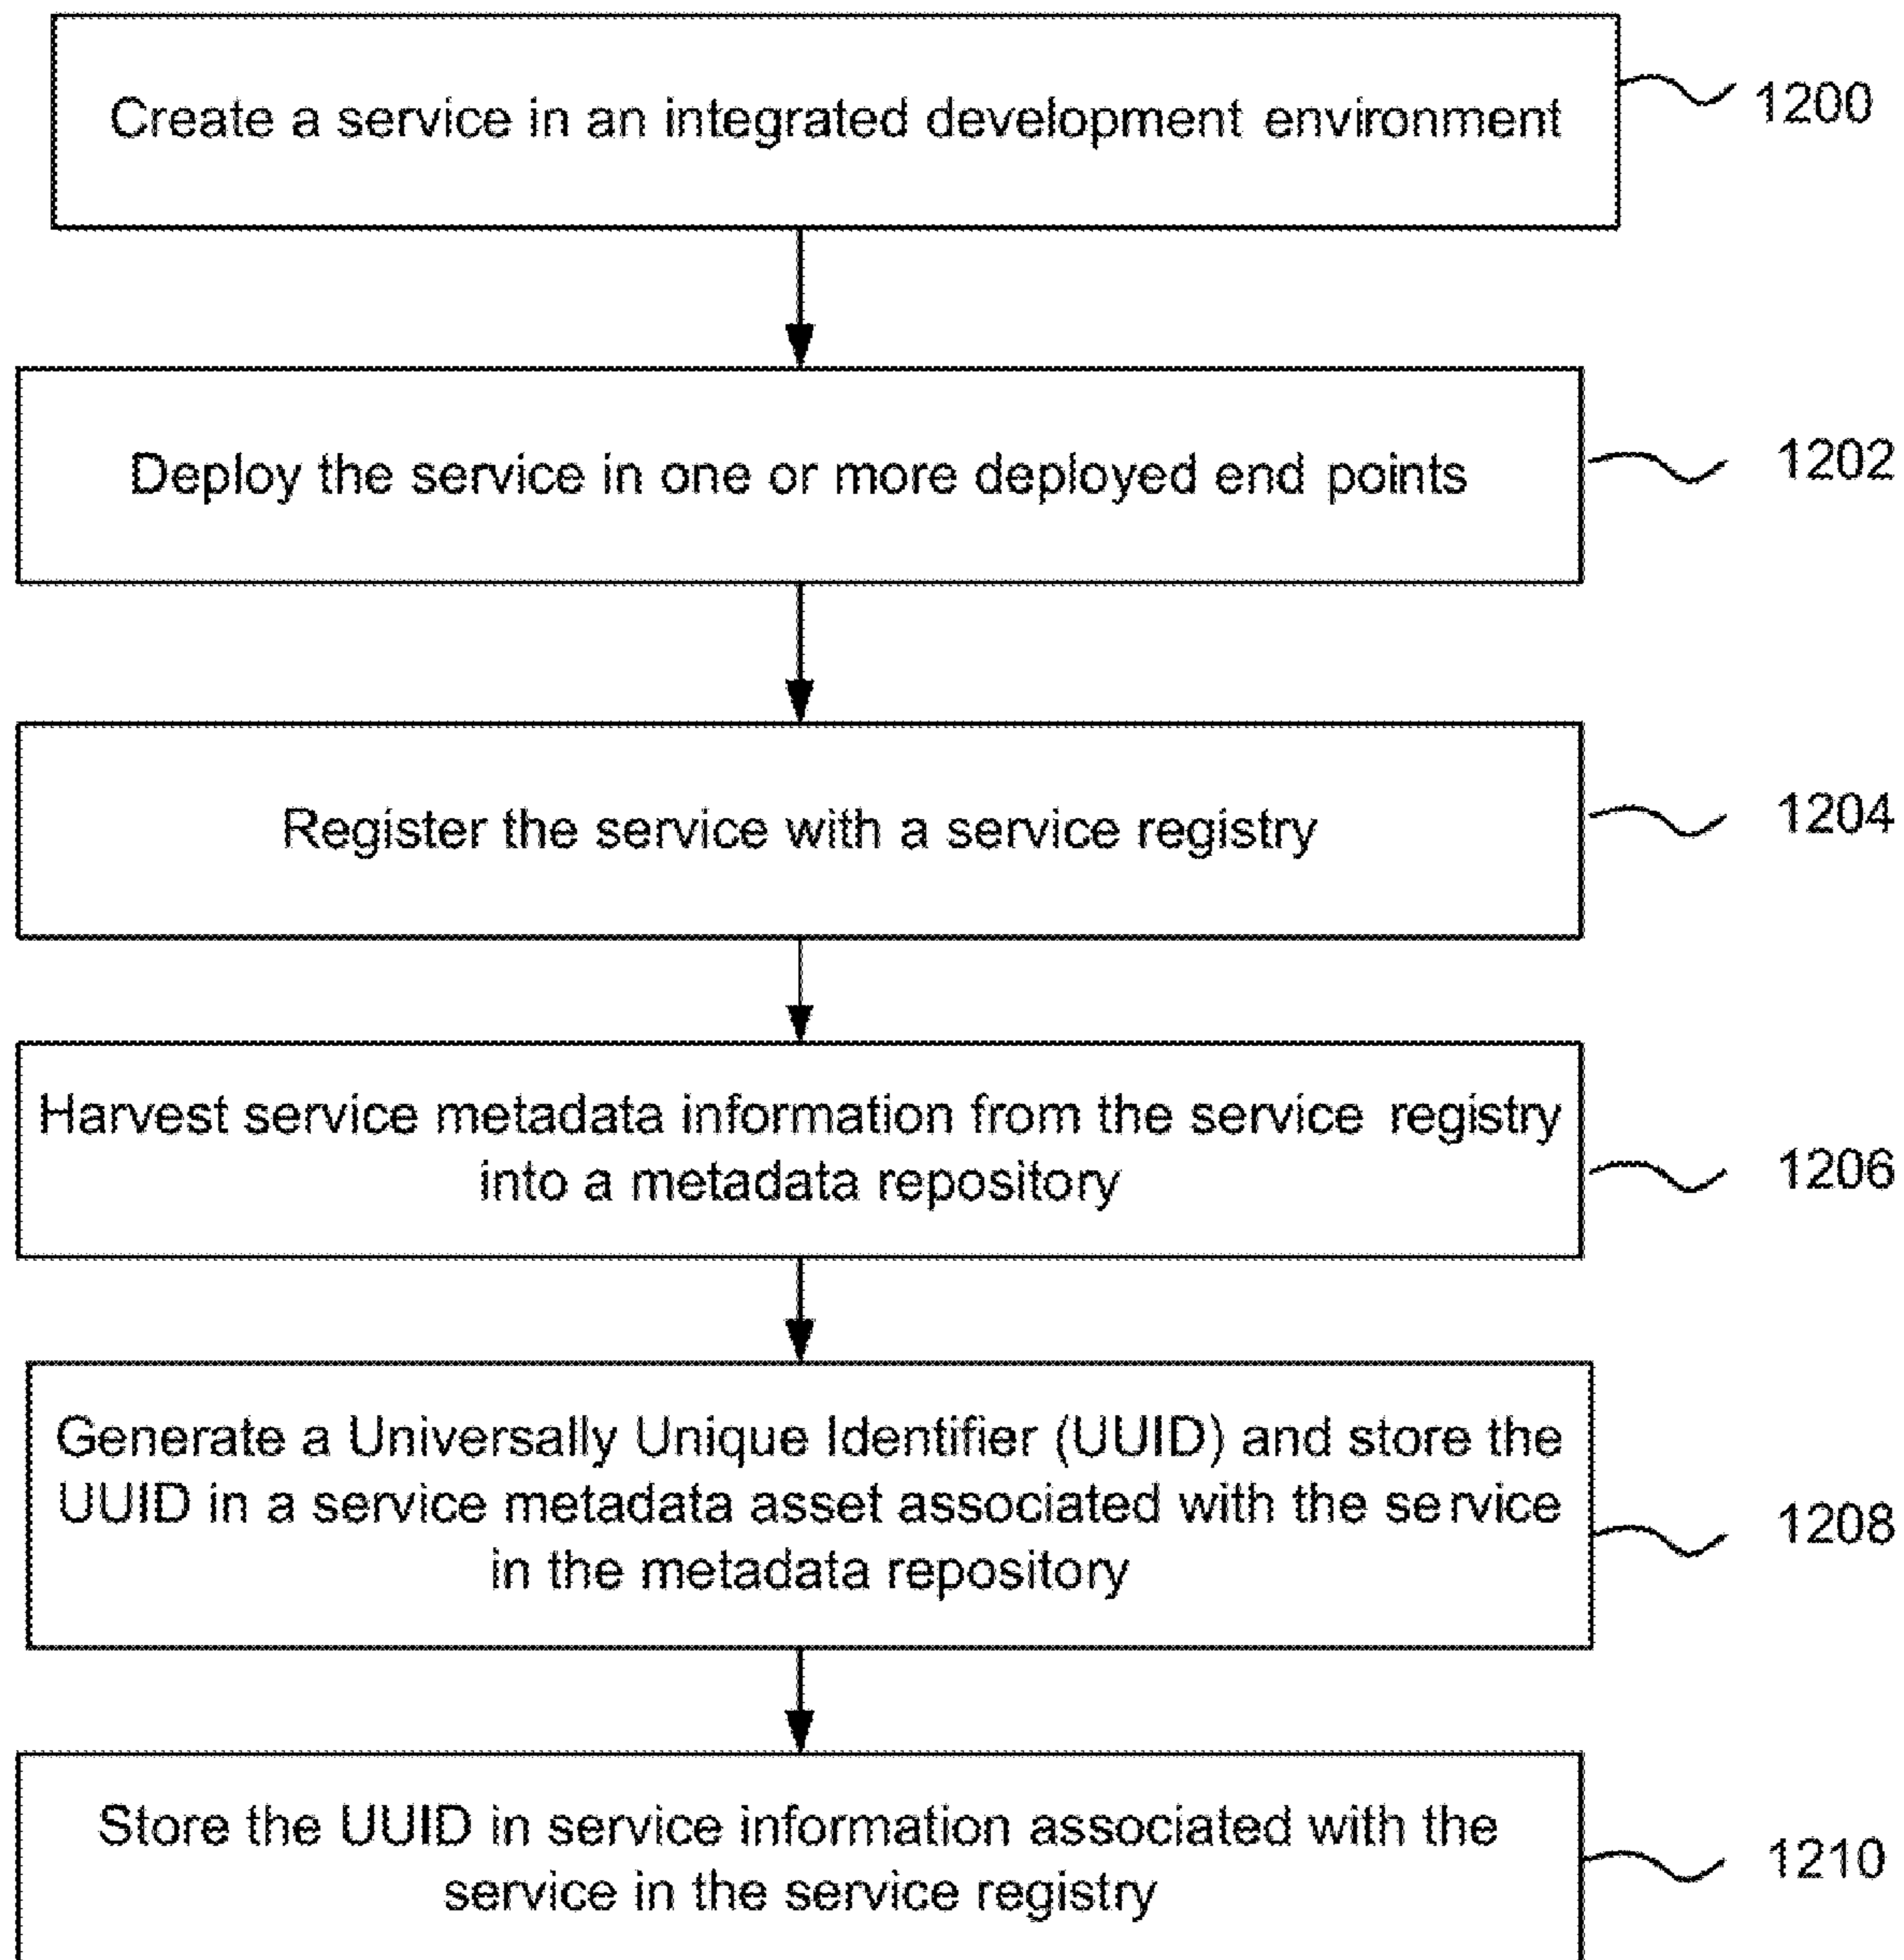 Create a service in an integrated development environment
1200
Deploy the service in one or more deployed end points
1202
Register the service with a service registry
1204
Harvest service metadata information from the service registry
into a metadata repository
1206
Generate a Universally Unique Identifier (UUID) and store the
UUID in a service metadata asset associated with the service
in the metadata repository
1208
Store the UUID in service information associated with the
service in the service registry
1210